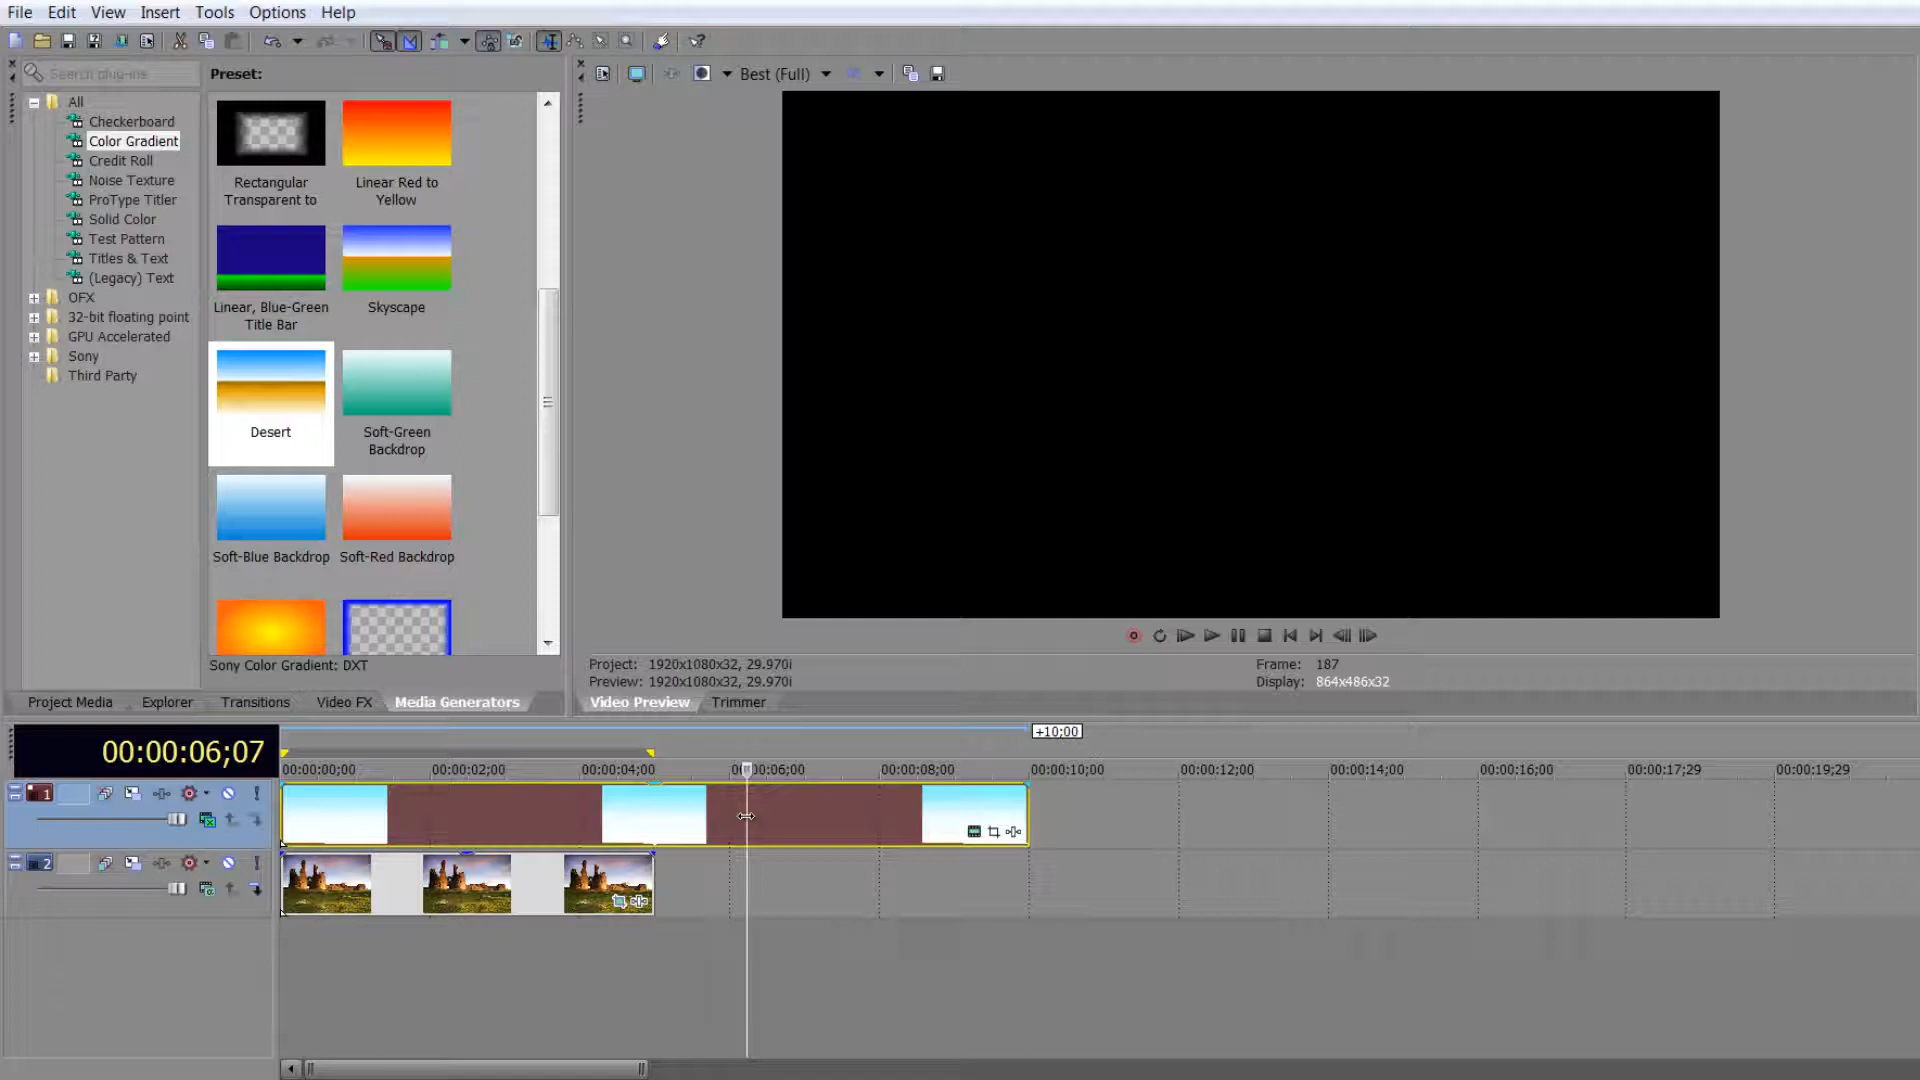 File Edit View Insert Tools Options Help
Search plug-ins
Preset:
Best (Full)
All
Checkerboard
Color Gradient
Credit Roll
Noise Texture
ProType Titler
Solid Color
Test Pattern
Titles & Text
(Legacy) Text
OFX
32-bit floating point
GPU Accelerated
Sony
Third Party
Rectangular
Transparent to
Linear Red to
Yellow
Linear, Blue-Green
Title Bar
Skyscape
Desert
Soft-Green
Backdrop
Soft-Blue Backdrop
Soft-Red Backdrop
Sony Color Gradient: DXT
Project: 1920x1080x32, 29.970i
Preview: 1920x1080x32, 29.970i
Frame: 187
Display: 864x486x32
Project Media Explorer Transitions Video FX Media Generators
Video Preview Trimmer
00:00:06;07
+10;00
00:00:00;00 00:00:02;00 00:00:04;00 00:00:06;00 00:00:08;00 00:00:10;00 00:00:12;00 00:00:14;00 00:00:16;00 00:00:17;29 00:00:19;29
1
2